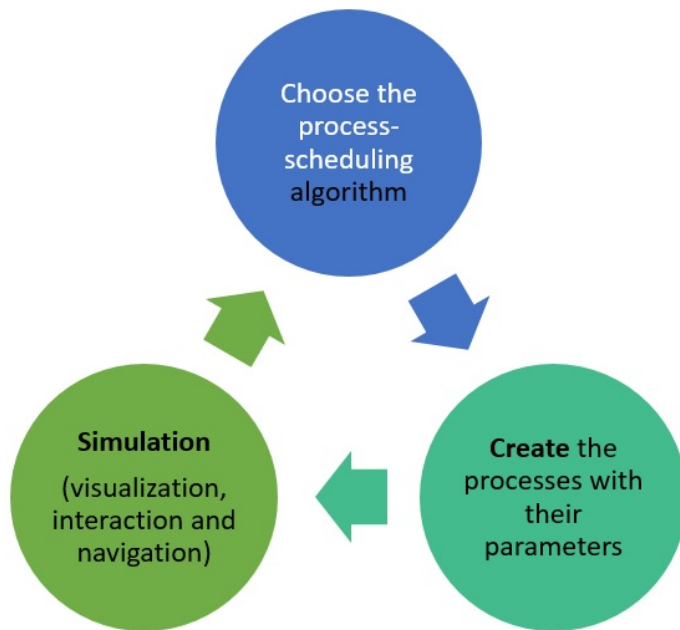 Choose the
process-
scheduling
algorithm
Simulation
(visualization,
interaction and
navigation)
Create the
processes with
their
parameters